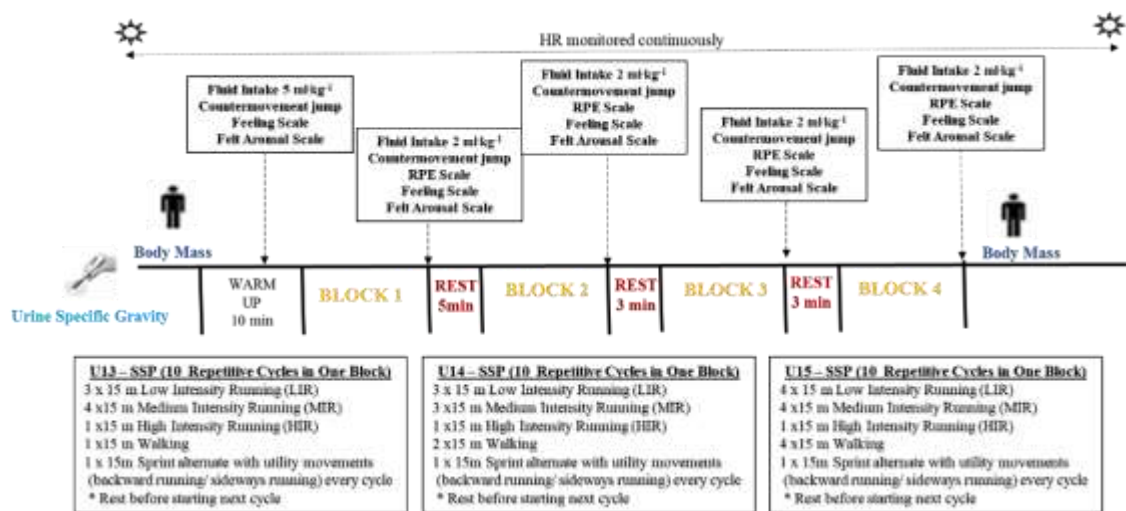 HR monitored continuously
Fluid Intake 5 ml·kg⁻¹
Countermovement jump
Feeling Scale
Felt Arousal Scale
Fluid Intake 2 ml·kg⁻¹
Countermovement jump
RPE Scale
Feeling Scale
Felt Arousal Scale
Fluid Intake 2 ml·kg⁻¹
Countermovement jump
RPE Scale
Feeling Scale
Felt Arousal Scale
Fluid Intake 2 ml·kg⁻¹
Countermovement jump
RPE Scale
Feeling Scale
Felt Arousal Scale
Fluid Intake 2 ml·kg⁻¹
Countermovement jump
RPE Scale
Feeling Scale
Felt Arousal Scale
Body Mass
Body Mass
Urine Specific Gravity
WARM
UP
10 min
BLOCK 1
REST
5min
BLOCK 2
REST
3 min
BLOCK 3
REST
3 min
BLOCK 4
U13 – SSP (10 Repetitive Cycles in One Block)
3 x 15 m Low Intensity Running (LIR)
4 x15 m Medium Intensity Running (MIR)
1 x15 m High Intensity Running (HIR)
1 x15 m Walking
1 x 15m Sprint alternate with utility movements
(backward running/ sideways running) every cycle
* Rest before starting next cycle
U14 – SSP (10 Repetitive Cycles in One Block)
3 x 15 m Low Intensity Running (LIR)
3x15 m Medium Intensity Running (MIR)
1 x15 m High Intensity Running (HIR)
2 x15 m Walking
1 x 15m Sprint alternate with utility movements
(backward running/ sideways running) every cycle
* Rest before starting next cycle
U15 – SSP (10 Repetitive Cycles in One Block)
4 x 15 m Low Intensity Running (LIR)
4x15 m Medium Intensity Running (MIR)
1 x15 m High Intensity Running (HIR)
4 x15 m Walking
1 x 15m Sprint alternate with utility movements
(backward running/ sideways running) every cycle
* Rest before starting next cycle